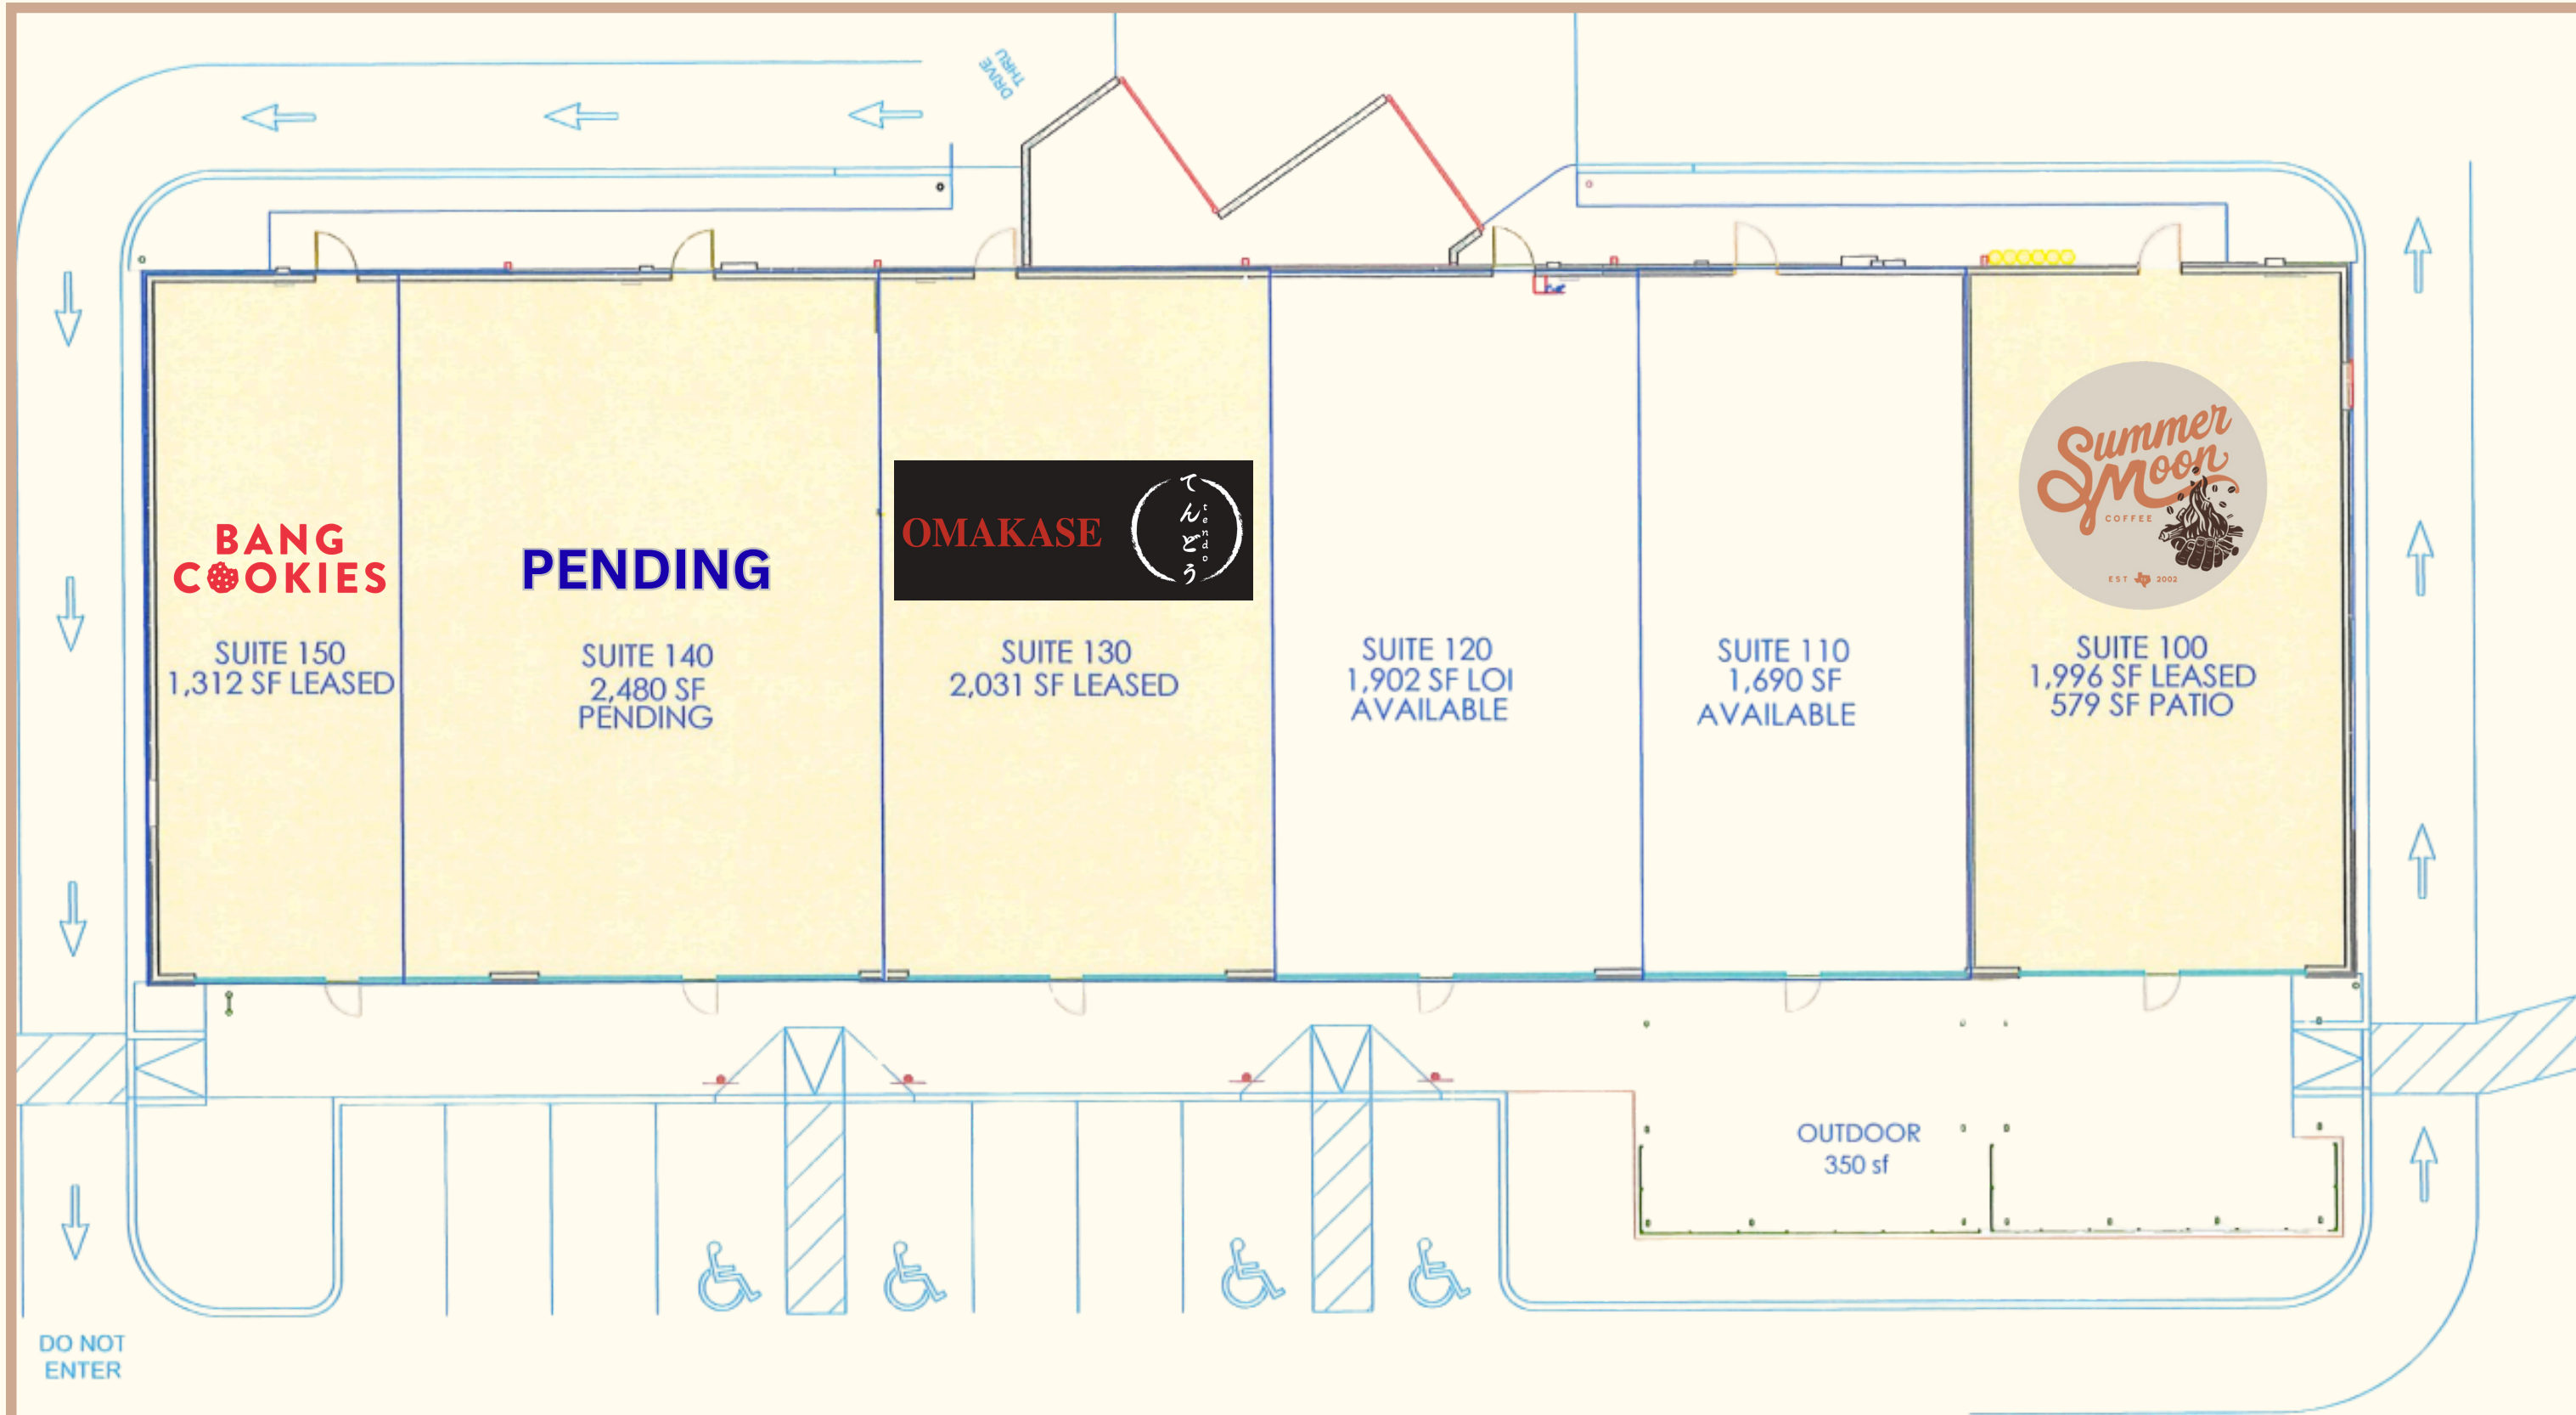 DRIVE
THRU
BANG
COOKIES
SUITE 150
1,312 SF LEASED
PENDING
SUITE 140
2,480 SF
PENDING
OMAKASE
てんどう
tendo
SUITE 130
2,031 SF LEASED
SUITE 120
1,902 SF LOI
AVAILABLE
SUITE 110
1,690 SF
AVAILABLE
Summer
Moon
COFFEE
EST 2002
SUITE 100
1,996 SF LEASED
579 SF PATIO
OUTDOOR
350 sf
DO NOT
ENTER